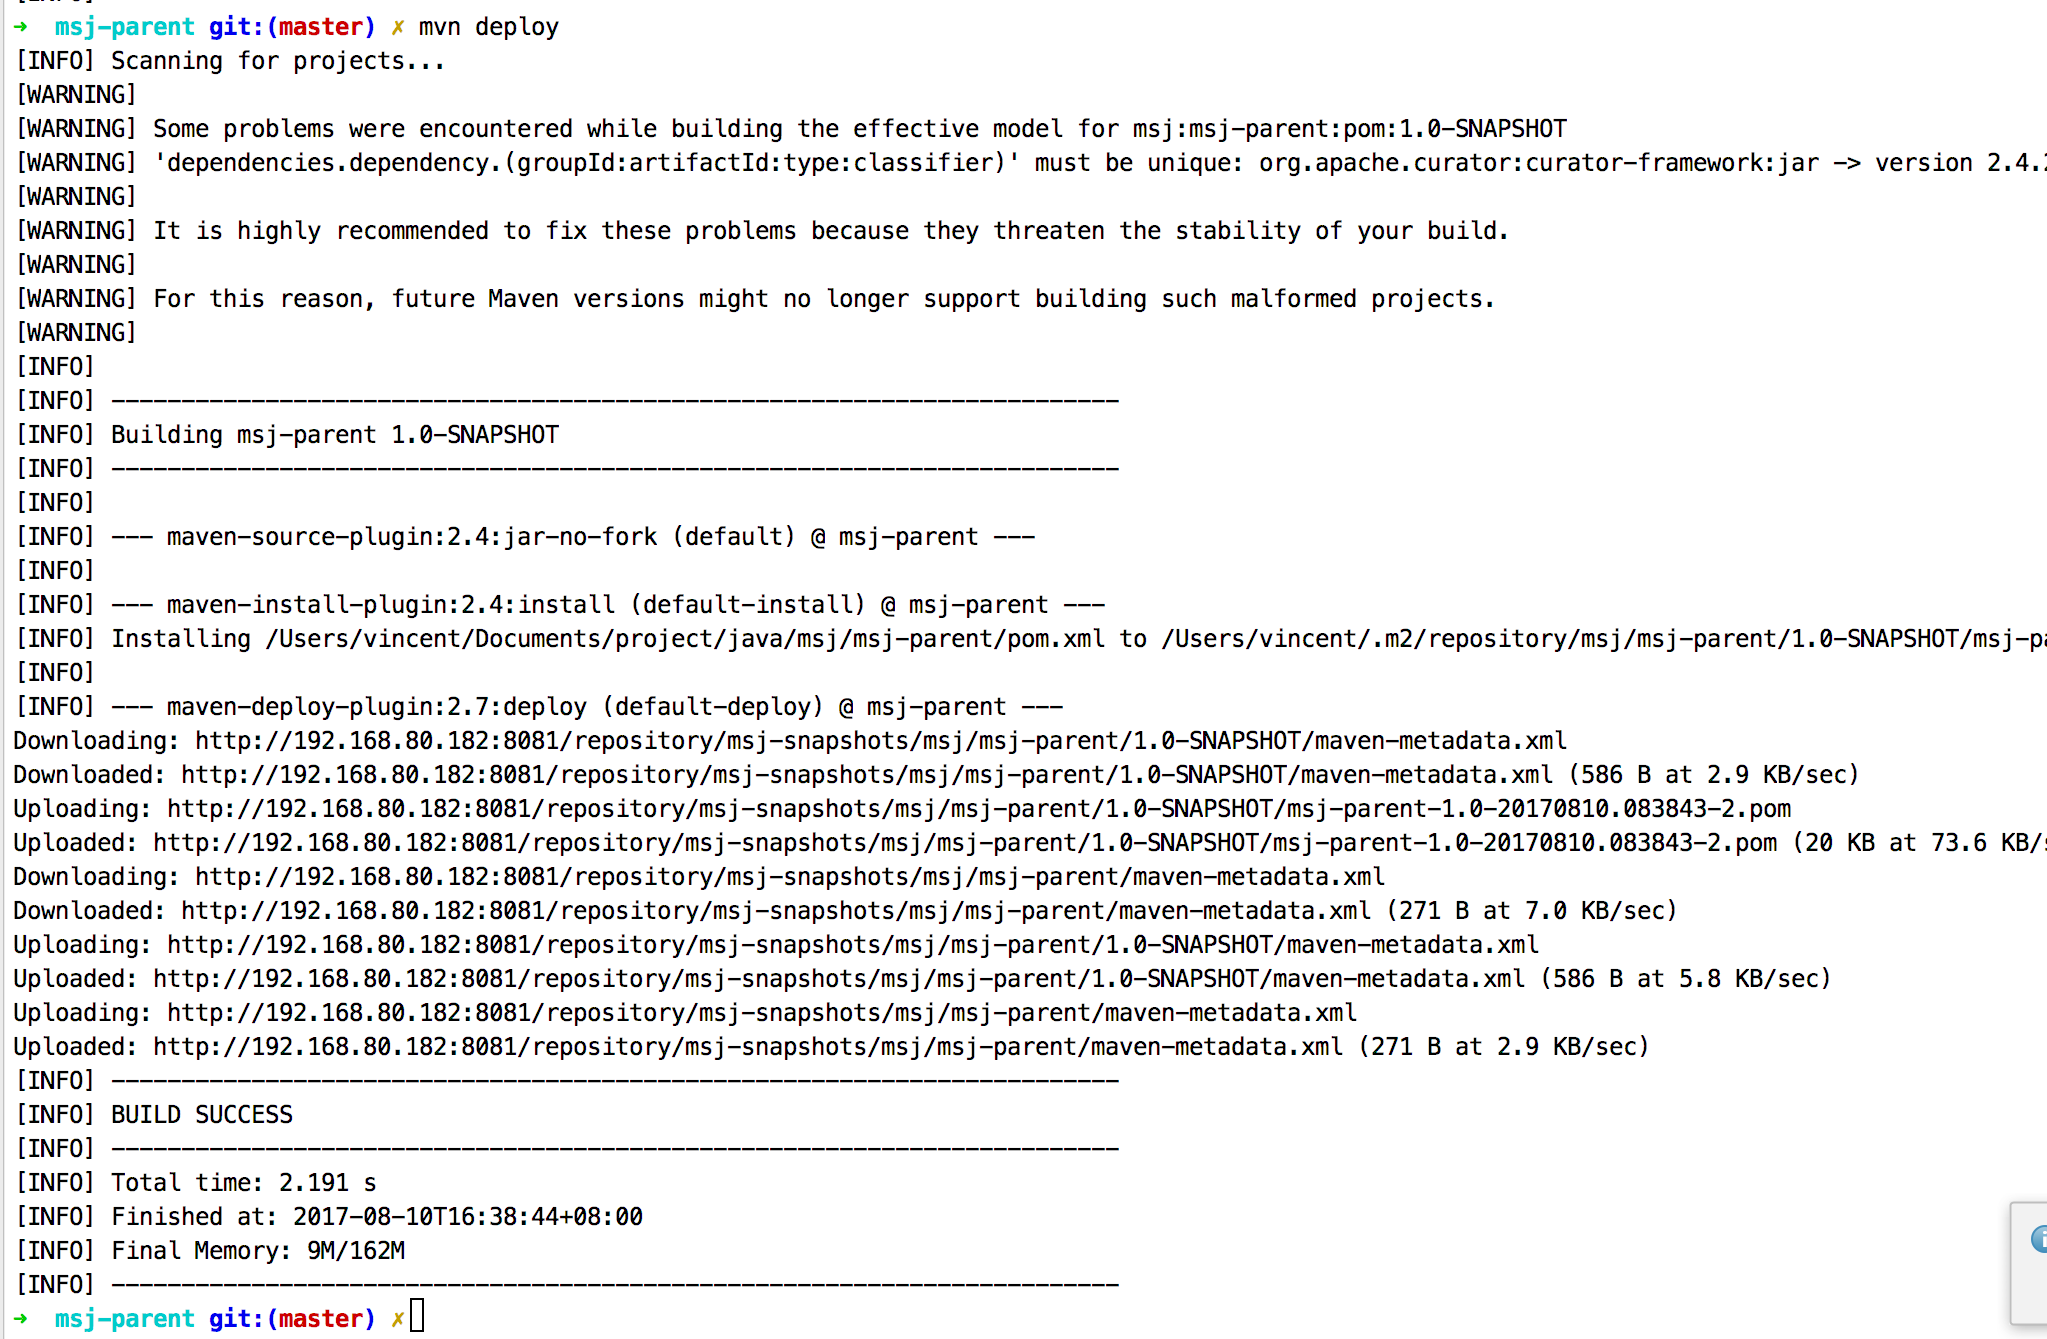 ➜  msj-parent git:(master) ✗ mvn deploy
[INFO] Scanning for projects...
[WARNING]
[WARNING] Some problems were encountered while building the effective model for msj:msj-parent:pom:1.0-SNAPSHOT
[WARNING] 'dependencies.dependency.(groupId:artifactId:type:classifier)' must be unique: org.apache.curator:curator-framework:jar -> version 2.4.
[WARNING]
[WARNING] It is highly recommended to fix these problems because they threaten the stability of your build.
[WARNING]
[WARNING] For this reason, future Maven versions might no longer support building such malformed projects.
[WARNING]
[INFO]
[INFO] ------------------------------------------------------------------------
[INFO] Building msj-parent 1.0-SNAPSHOT
[INFO] ------------------------------------------------------------------------
[INFO]
[INFO] --- maven-source-plugin:2.4:jar-no-fork (default) @ msj-parent ---
[INFO]
[INFO] --- maven-install-plugin:2.4:install (default-install) @ msj-parent ---
[INFO] Installing /Users/vincent/Documents/project/java/msj/msj-parent/pom.xml to /Users/vincent/.m2/repository/msj/msj-parent/1.0-SNAPSHOT/msj-pa
[INFO]
[INFO] --- maven-deploy-plugin:2.7:deploy (default-deploy) @ msj-parent ---
Downloading: http://192.168.80.182:8081/repository/msj-snapshots/msj/msj-parent/1.0-SNAPSHOT/maven-metadata.xml
Downloaded: http://192.168.80.182:8081/repository/msj-snapshots/msj/msj-parent/1.0-SNAPSHOT/maven-metadata.xml (586 B at 2.9 KB/sec)
Uploading: http://192.168.80.182:8081/repository/msj-snapshots/msj/msj-parent/1.0-SNAPSHOT/msj-parent-1.0-20170810.083843-2.pom
Uploaded: http://192.168.80.182:8081/repository/msj-snapshots/msj/msj-parent/1.0-SNAPSHOT/msj-parent-1.0-20170810.083843-2.pom (20 KB at 73.6 KB/
Downloading: http://192.168.80.182:8081/repository/msj-snapshots/msj/msj-parent/maven-metadata.xml
Downloaded: http://192.168.80.182:8081/repository/msj-snapshots/msj/msj-parent/maven-metadata.xml (271 B at 7.0 KB/sec)
Uploading: http://192.168.80.182:8081/repository/msj-snapshots/msj/msj-parent/1.0-SNAPSHOT/maven-metadata.xml
Uploaded: http://192.168.80.182:8081/repository/msj-snapshots/msj/msj-parent/1.0-SNAPSHOT/maven-metadata.xml (586 B at 5.8 KB/sec)
Uploading: http://192.168.80.182:8081/repository/msj-snapshots/msj/msj-parent/maven-metadata.xml
Uploaded: http://192.168.80.182:8081/repository/msj-snapshots/msj/msj-parent/maven-metadata.xml (271 B at 2.9 KB/sec)
[INFO] ------------------------------------------------------------------------
[INFO] BUILD SUCCESS
[INFO] ------------------------------------------------------------------------
[INFO] Total time: 2.191 s
[INFO] Finished at: 2017-08-10T16:38:44+08:00
[INFO] Final Memory: 9M/162M
[INFO] ------------------------------------------------------------------------
➜  msj-parent git:(master) ✗